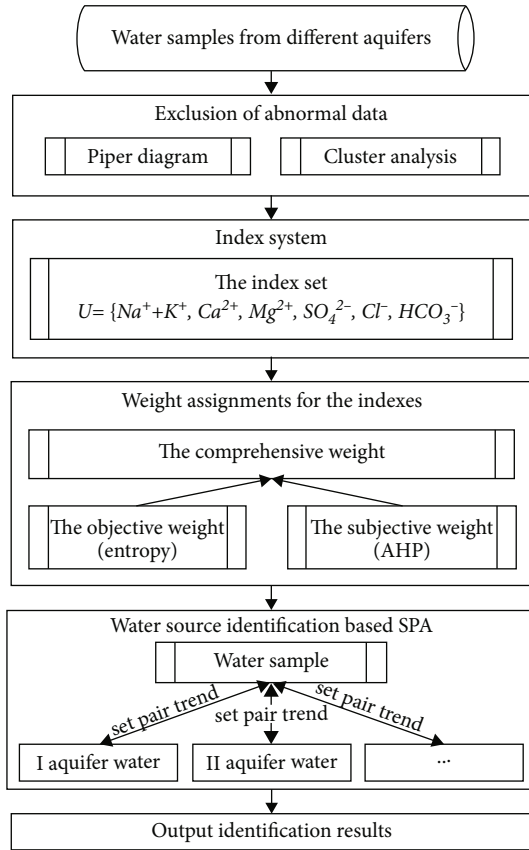 Water samples from different aquifers
Exclusion of abnormal data
Piper diagram
Cluster analysis
Index system
The index set
U= {Na⁺+K⁺, Ca²⁺, Mg²⁺, SO₄²⁻, Cl⁻, HCO₃⁻}
Weight assignments for the indexes
The comprehensive weight
The objective weight
(entropy)
The subjective weight
(AHP)
Water source identification based SPA
Water sample
set pair trend
set pair trend
set pair trend
I aquifer water
II aquifer water
...
Output identification results